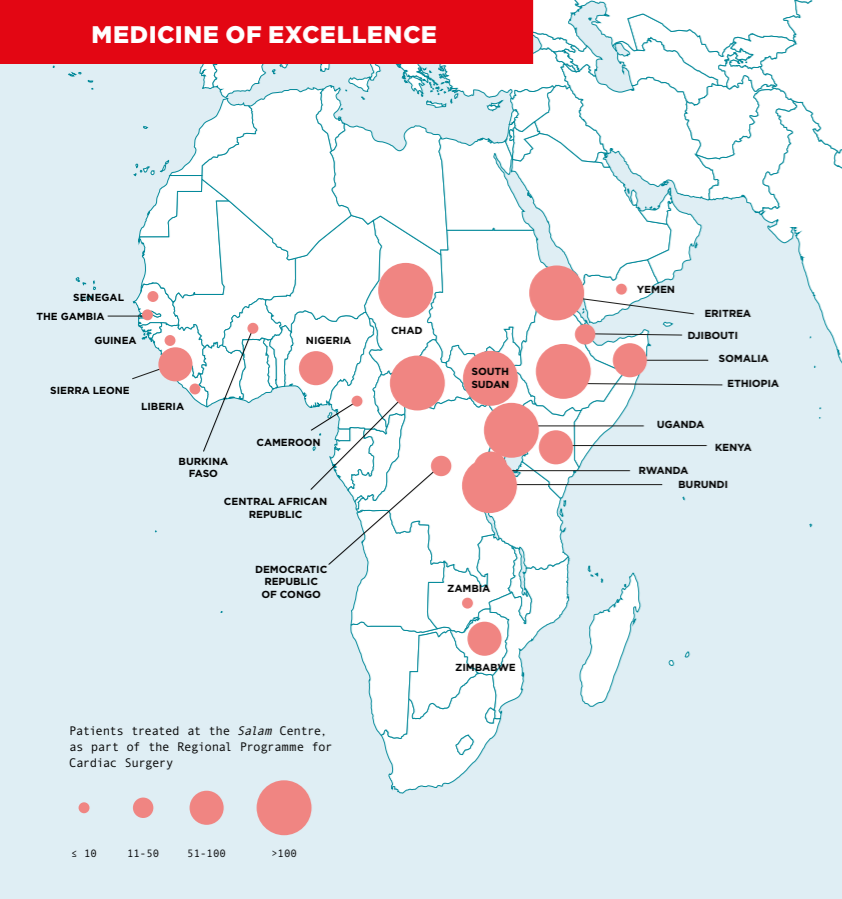 MEDICINE OF EXCELLENCE
SENEGAL
THE GAMBIA
GUINEA
SIERRA LEONE
LIBERIA
BURKINA
FASO
NIGERIA
CHAD
CAMEROON
CENTRAL AFRICAN
REPUBLIC
DEMOCRATIC
REPUBLIC
OF CONGO
SOUTH
SUDAN
YEMEN
ERITREA
DJIBOUTI
SOMALIA
ETHIOPIA
UGANDA
KENYA
RWANDA
BURUNDI
ZAMBIA
ZIMBABWE
Patients treated at the Salam Centre,
as part of the Regional Programme for
Cardiac Surgery
≤ 10 11-50 51-100 >100